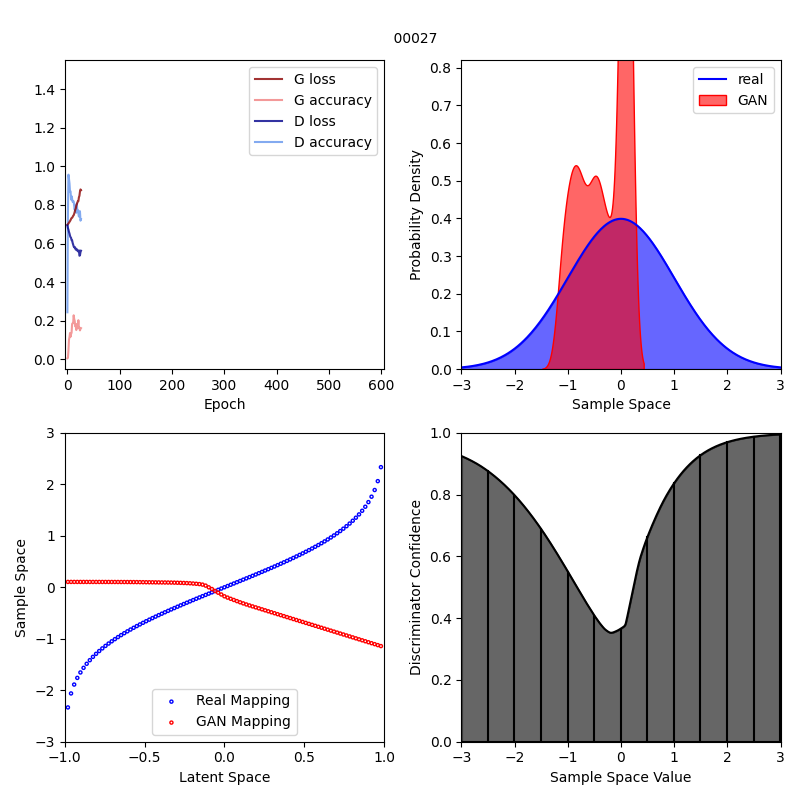 00027
G loss
G accuracy
D loss
D accuracy
1.4
1.2
1.0
0.8
0.6
0.4
0.2
0.0
0 100 200 300 400 500 600
Epoch
real
GAN
Probability Density
0.8
0.7
0.6
0.5
0.4
0.3
0.2
0.1
0.0
−3 −2 −1 0 1 2 3
Sample Space
Sample Space
3
2
1
0
−1
−2
−3
Real Mapping
GAN Mapping
−1.0 −0.5 0.0 0.5 1.0
Latent Space
Discriminator Confidence
1.0
0.8
0.6
0.4
0.2
0.0
−3 −2 −1 0 1 2 3
Sample Space Value